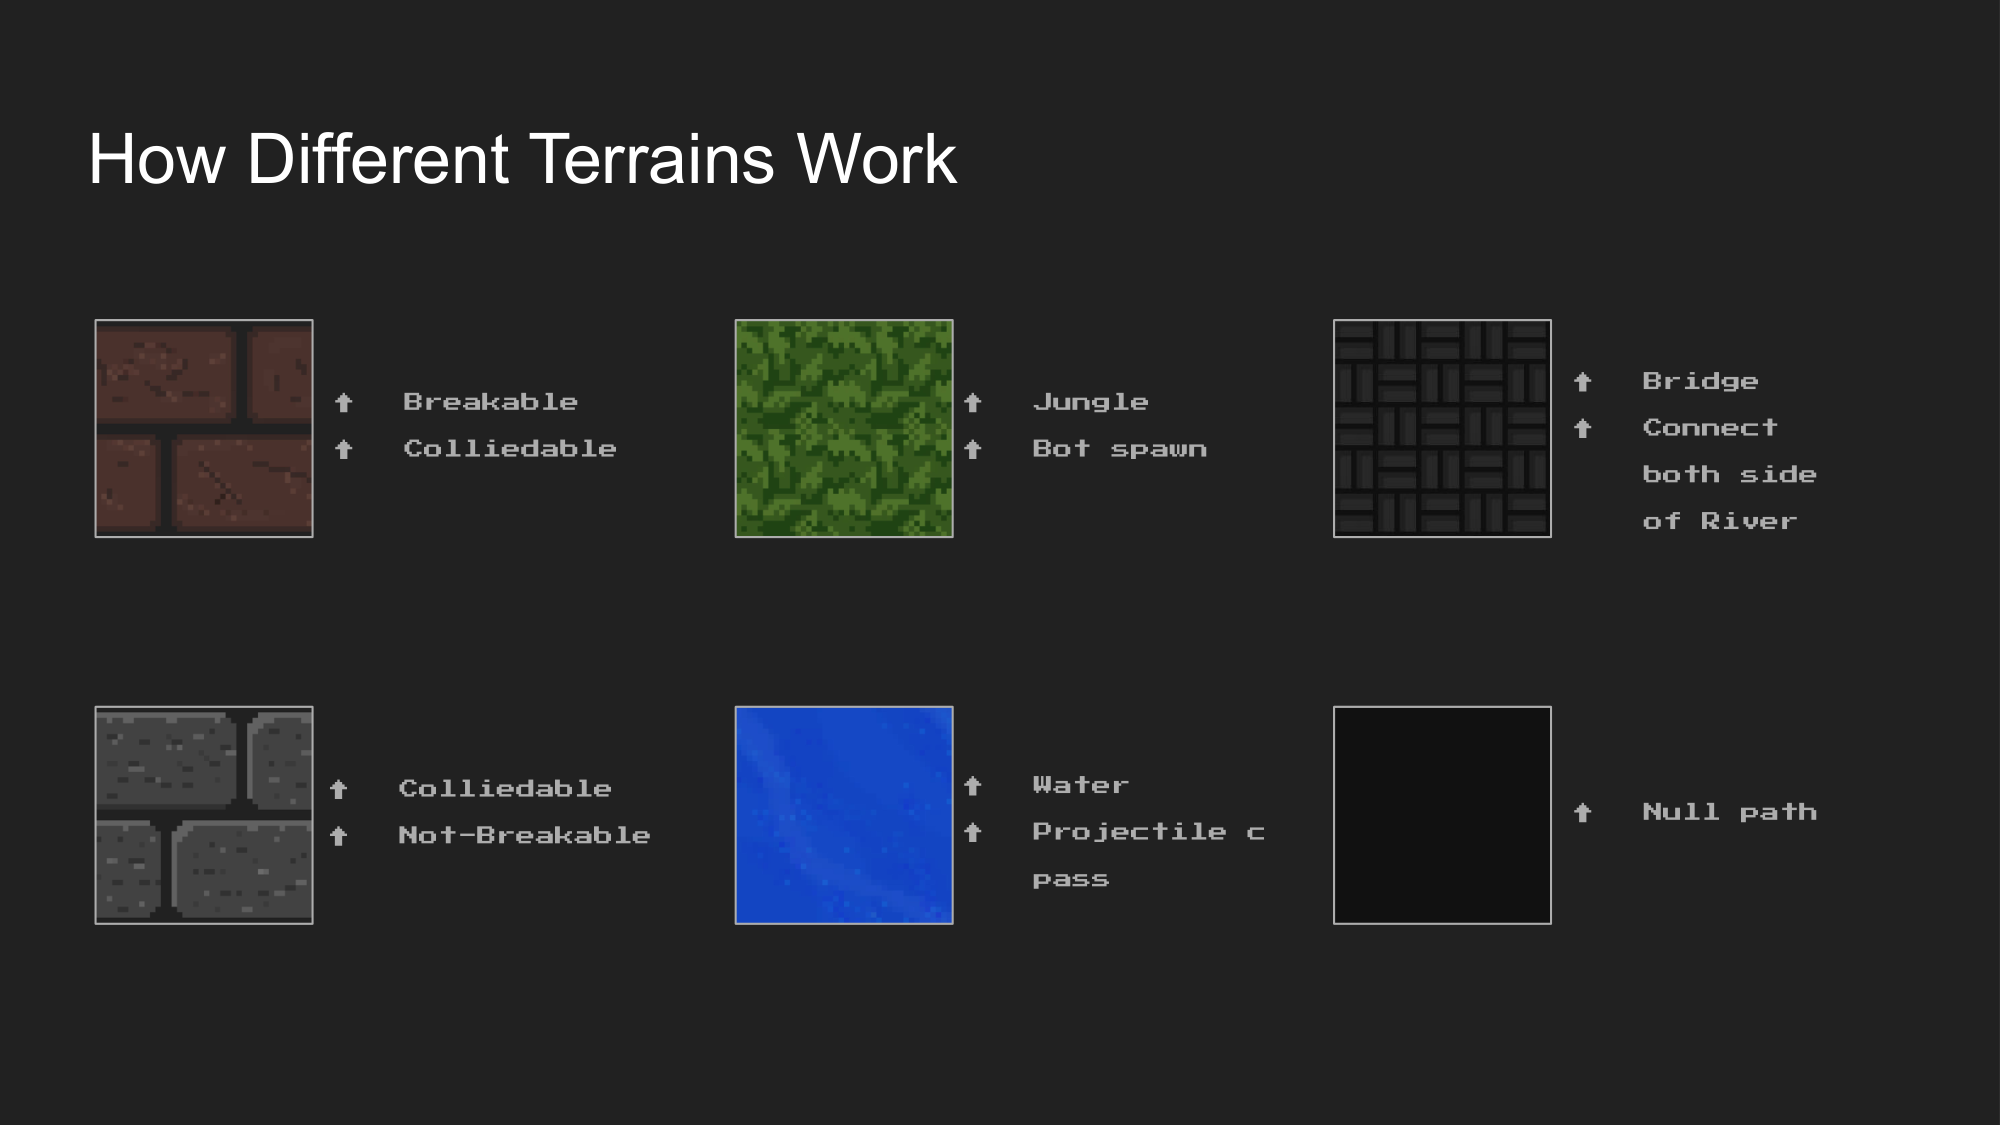 How Different Terrains Work
Breakable
Colliedable
Jungle
Bot spawn
Bridge
Connect
both side
of River
Colliedable
Not-Breakable
Water
Projectile c
pass
Null path